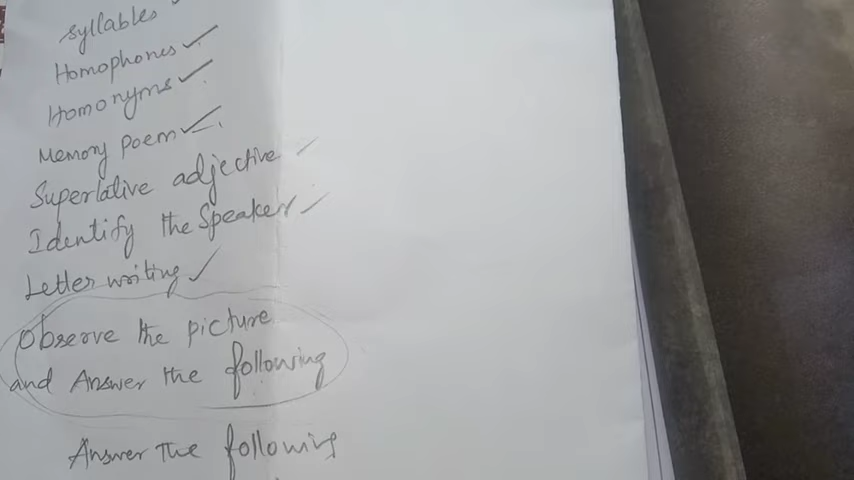 syllables
Homophones
Homonyms
Memory poem
Superlative adjective
Identify the Speaker
Letter writing
Observe the picture
and Answer the following
Answer the following